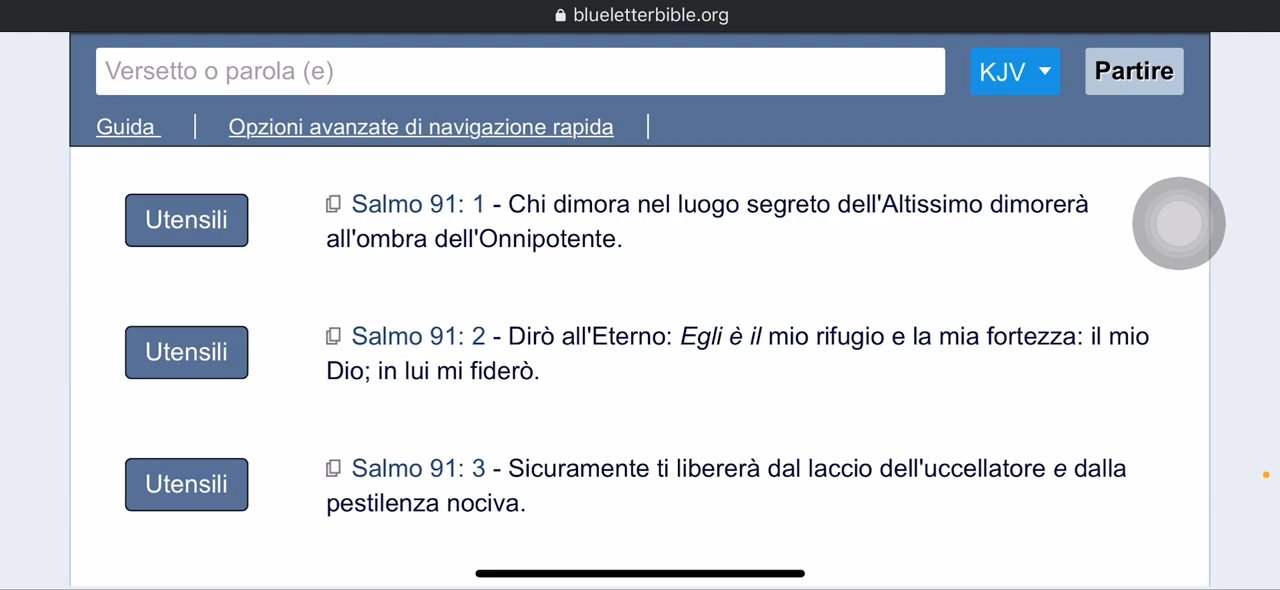 blueletterbible.org
Versetto o parola (e)
KJV
Partire
Guida
Opzioni avanzate di navigazione rapida
Utensili
Salmo 91: 1 - Chi dimora nel luogo segreto dell'Altissimo dimorerà
all'ombra dell'Onnipotente.
Utensili
Salmo 91: 2 - Dirò all'Eterno: Egli è il mio rifugio e la mia fortezza: il mio
Dio; in lui mi fiderò.
Utensili
Salmo 91: 3 - Sicuramente ti libererà dal laccio dell'uccellatore e dalla
pestilenza nociva.